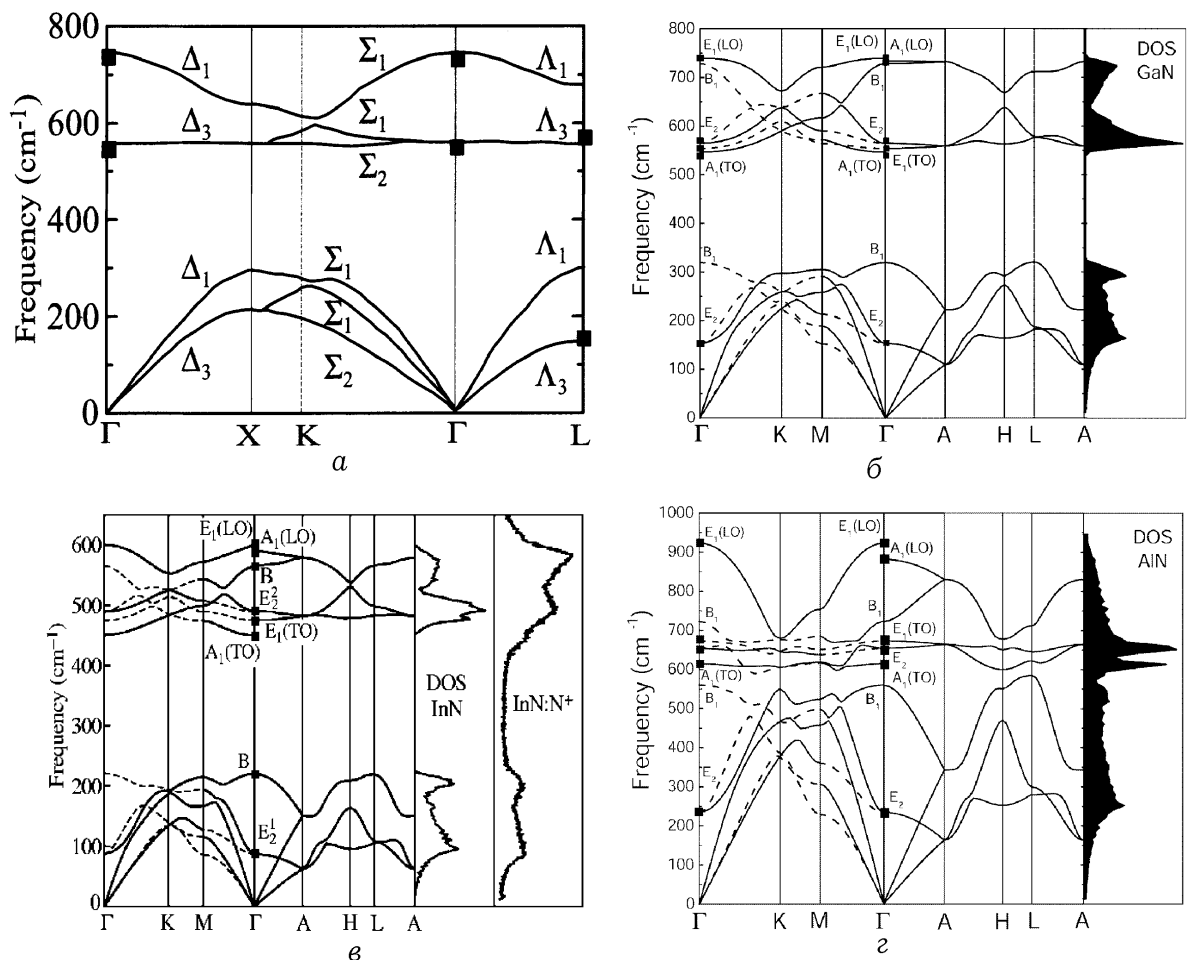 800
600
400
200
0
Frequency (cm⁻¹)
Δ₁
Σ₁
Λ₁
Δ₃
Σ₁
Λ₃
Σ₂
Δ₁
Σ₁
Λ₁
Σ₁
Δ₃
Σ₂
Λ₃
Γ X K Γ L
а
800
700
600
500
400
300
200
100
0
Frequency (cm⁻¹)
E₁(LO)
B₁
E₂
A₁(TO)
B₁
E₂
E₁(LO)
A₁(LO)
B₁
E₂
A₁(TO)
E₁(TO)
B₁
E₂
DOS
GaN
Γ K M Γ A H L A
б
600
500
400
300
200
100
0
Frequency (cm⁻¹)
E₁(LO)
A₁(LO)
B
E₂²
E₁(TO)
A₁(TO)
B
E₂¹
DOS
InN
InN:N⁺
Γ K M Γ A H L A
в
1000
900
800
700
600
500
400
300
200
100
0
Frequency (cm⁻¹)
E₁(LO)
B₁
A₁(TO)
B₁
E₂
E₁(LO)
A₁(LO)
B₁
E₁(TO)
E₂
A₁(TO)
B₁
E₂
DOS
AlN
Γ K M Γ A H L A
г